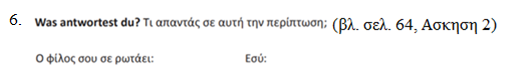 6. Was antwortest du? Τι απαντάς σε αυτή την περίπτωση; (βλ. σελ. 64, Ασκηση 2)
Ο φίλος σου σε ρωτάει: Εσύ: